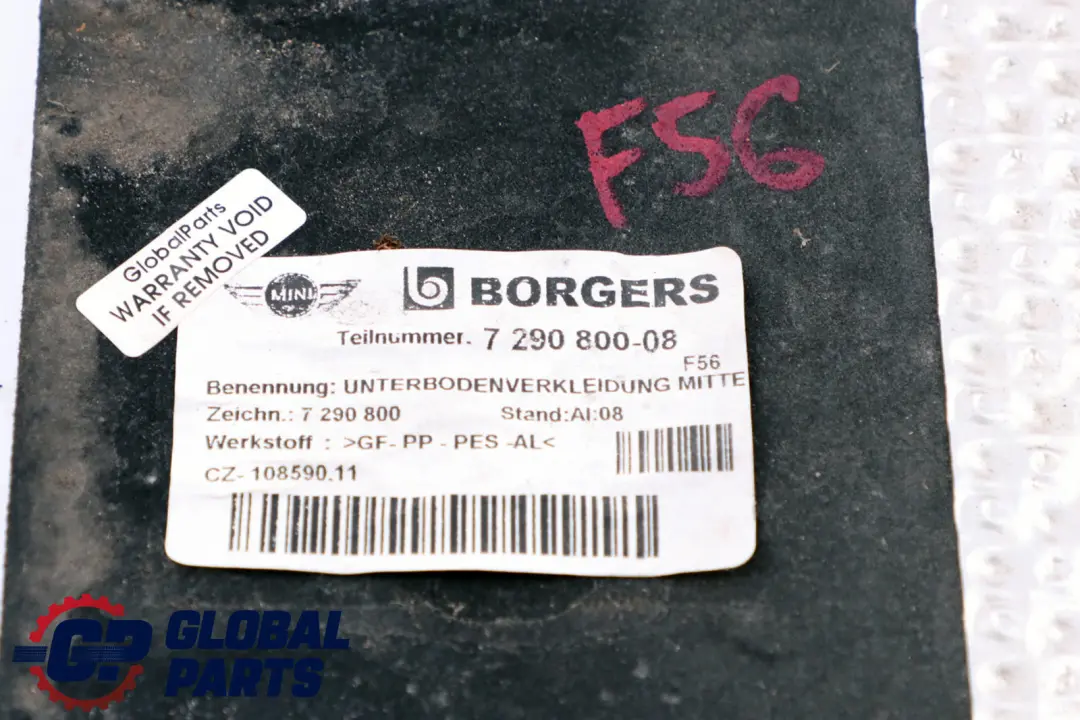 F56
GlobalParts
WARRANTY VOID
IF REMOVED
MINI
BORGERS
Teilnummer. 7 290 800-08
F56
Benennung: UNTERBODENVERKLEIDUNG MITTE
Zeichn.: 7 290 800 Stand:AI:08
Werkstoff : >GF- PP - PES -AL<
CZ- 108590.11
GP GLOBAL
PARTS